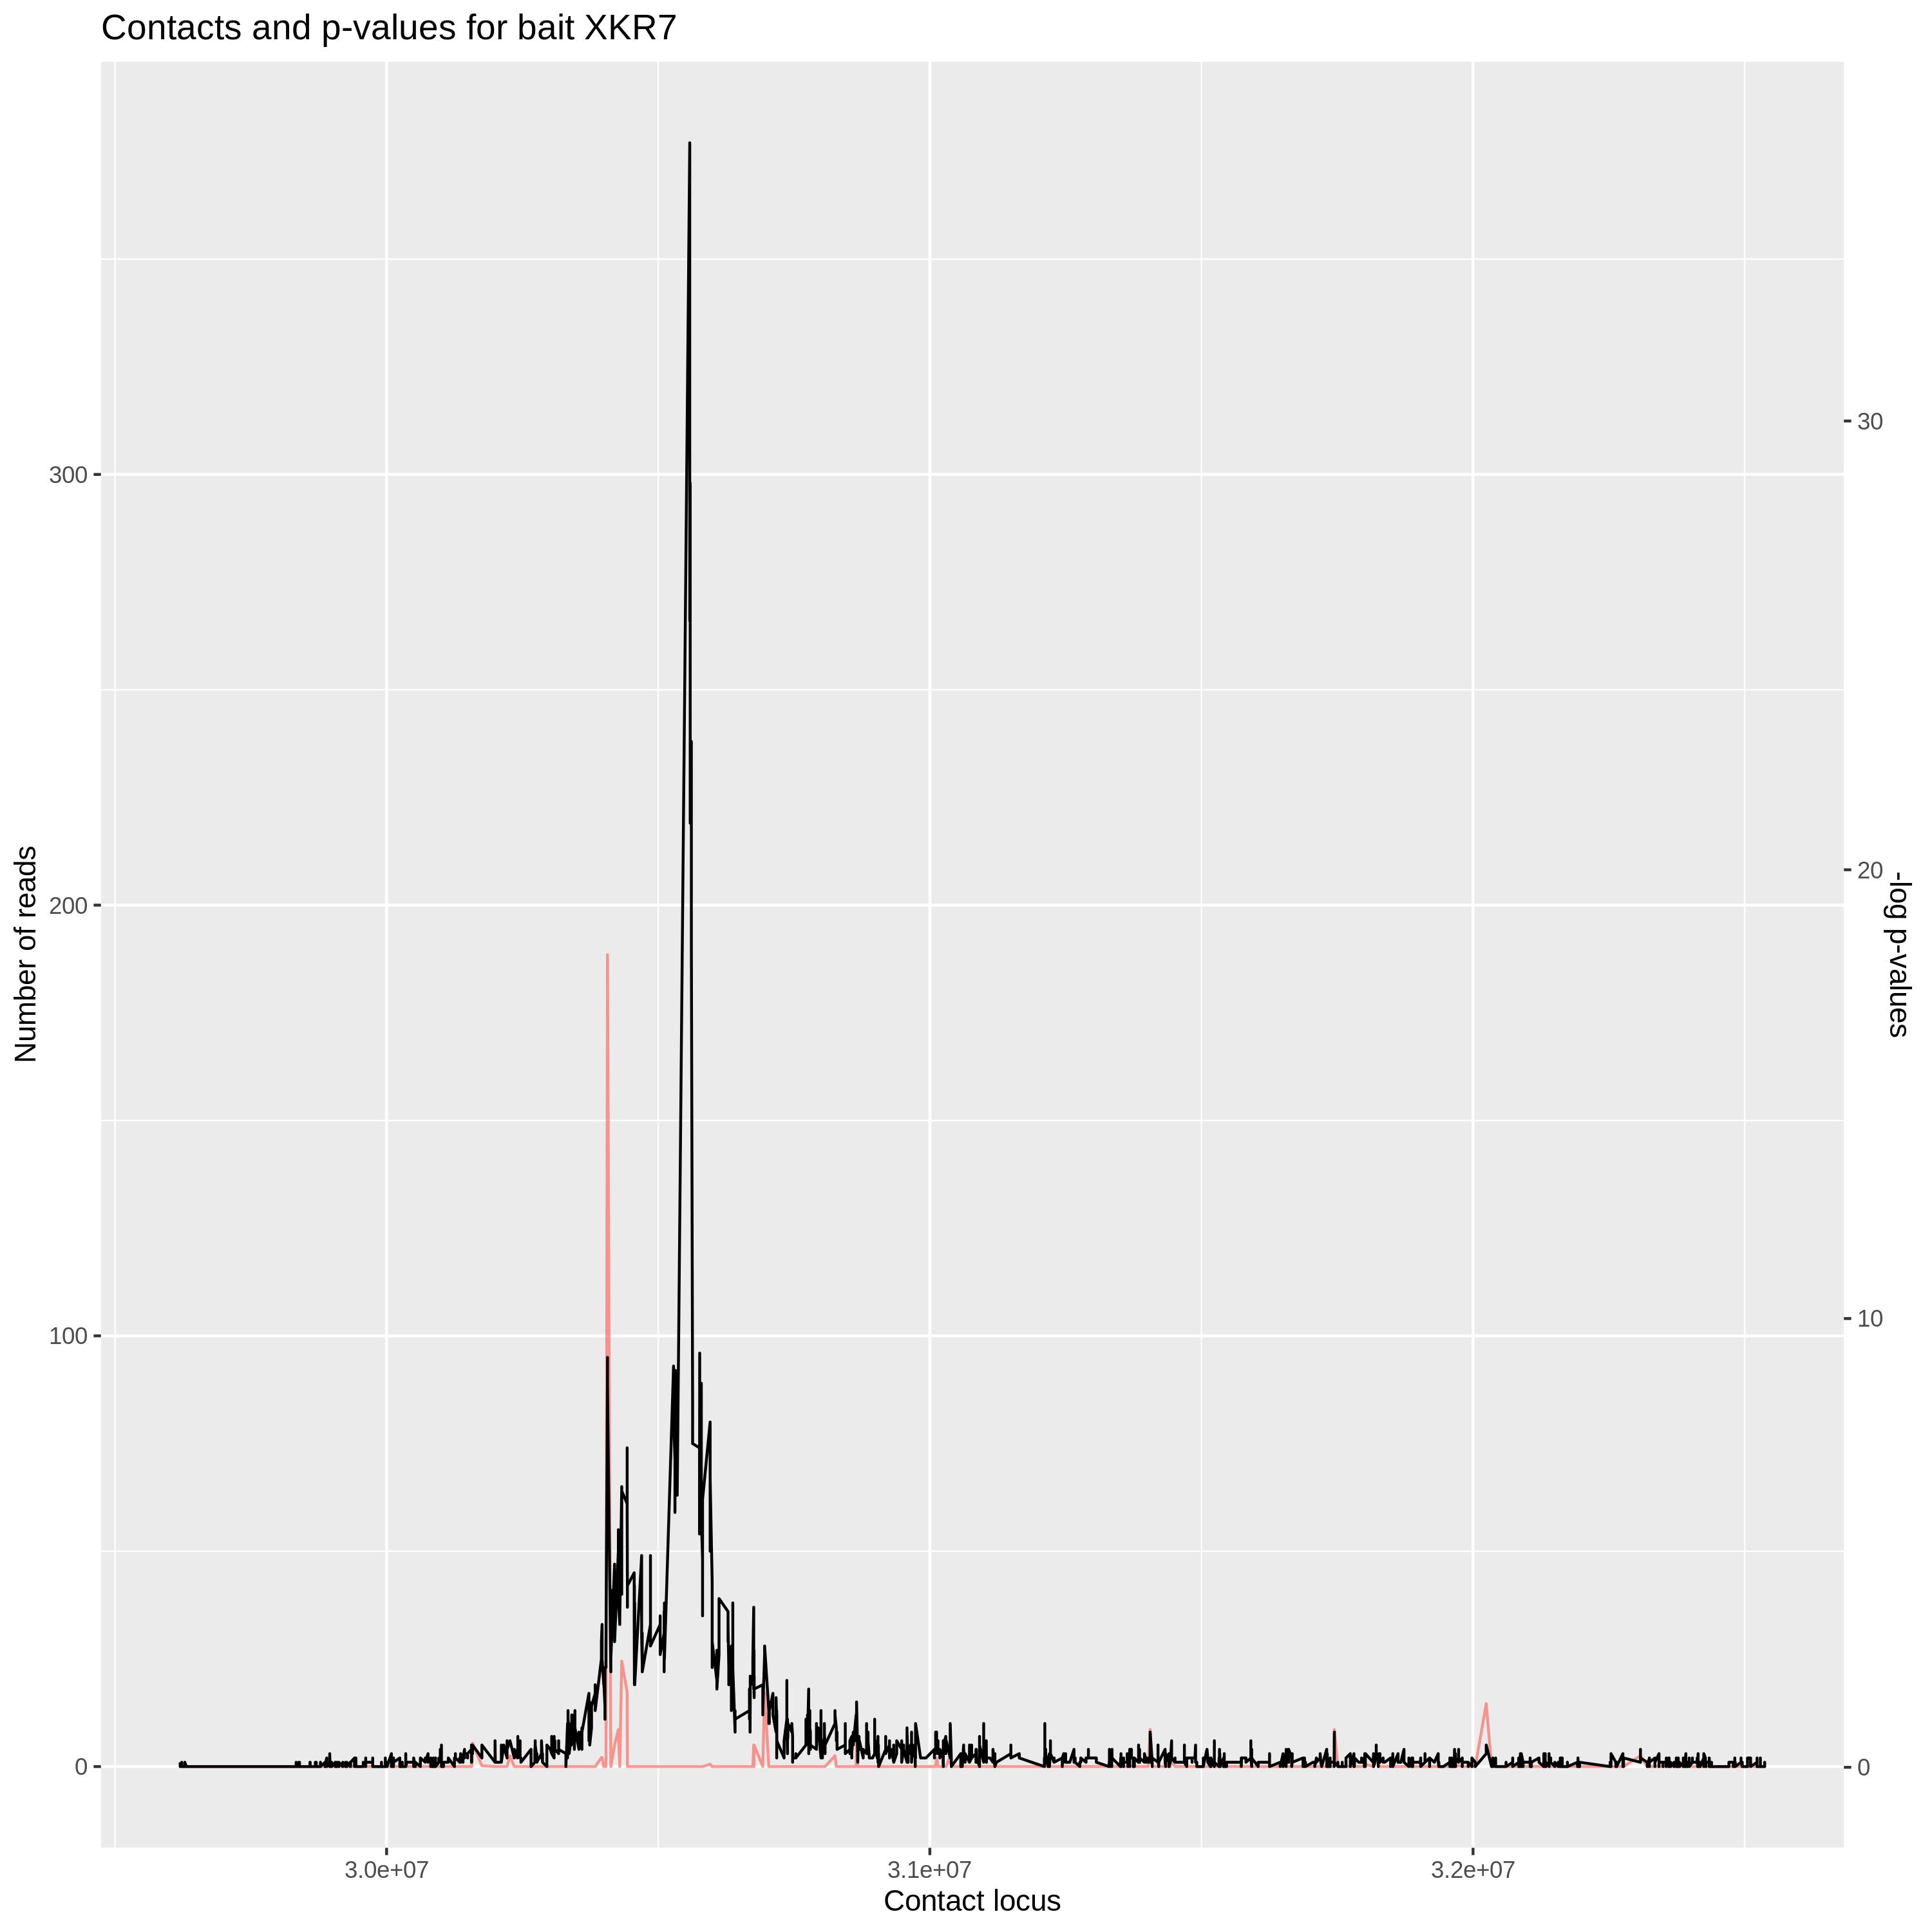 Contacts and p-values for bait XKR7
Number of reads
300
200
100
0
30
20
10
0
-log p-values
3.0e+07
3.1e+07
3.2e+07
Contact locus